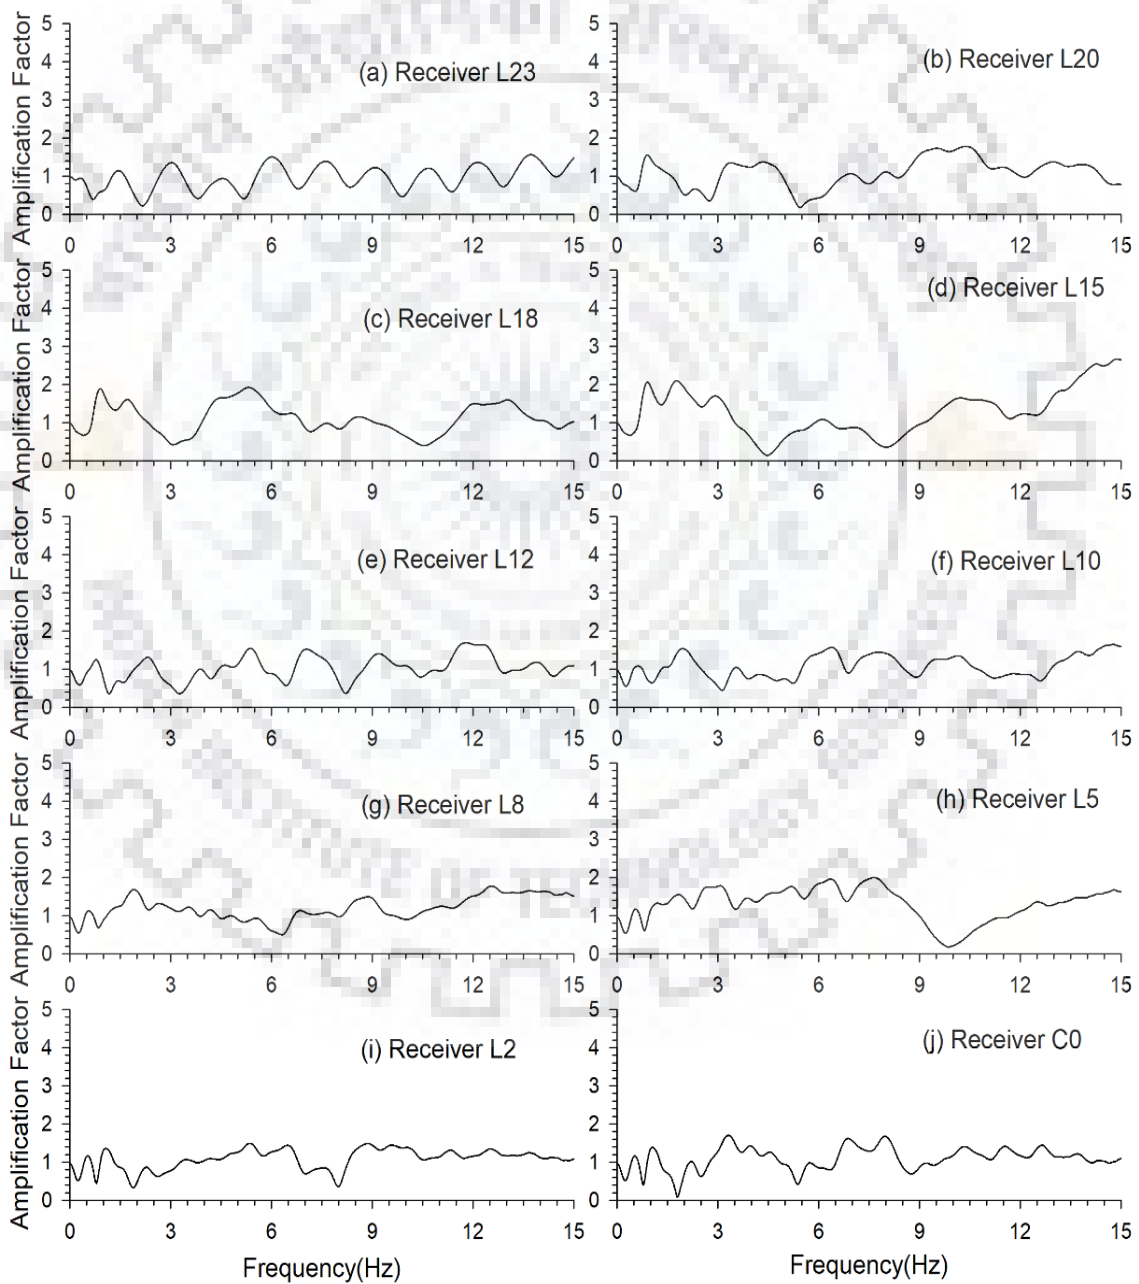 Amplification Factor
5
4
3
2
1
0
(a) Receiver L23
0 3 6 9 12 15
5
4
3
2
1
0
(b) Receiver L20
0 3 6 9 12 15
Amplification Factor
5
4
3
2
1
0
(c) Receiver L18
0 3 6 9 12 15
5
4
3
2
1
0
(d) Receiver L15
0 3 6 9 12 15
Amplification Factor
5
4
3
2
1
0
(e) Receiver L12
0 3 6 9 12 15
5
4
3
2
1
0
(f) Receiver L10
0 3 6 9 12 15
Amplification Factor
5
4
3
2
1
0
(g) Receiver L8
0 3 6 9 12 15
5
4
3
2
1
0
(h) Receiver L5
0 3 6 9 12 15
Amplification Factor
5
4
3
2
1
0
(i) Receiver L2
0 3 6 9 12 15
Frequency(Hz)
5
4
3
2
1
0
(j) Receiver C0
0 3 6 9 12 15
Frequency(Hz)